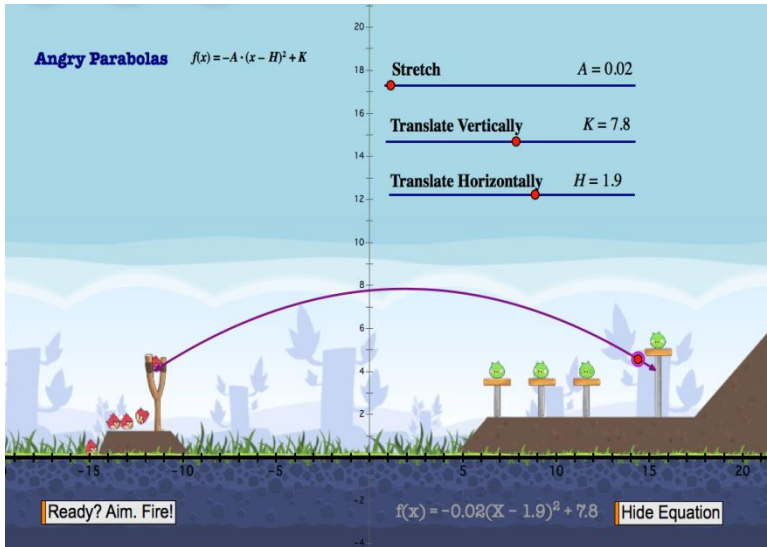 Angry Parabolas f(x) = −A · (x − H)² + K
Stretch A = 0.02
Translate Vertically K = 7.8
Translate Horizontally H = 1.9
20
18
16
14
12
10
8
6
4
2
-15 -10 -5 5 10 15 20
-2
-4
Ready? Aim. Fire!
f(x) = -0.02(X - 1.9)² + 7.8
Hide Equation